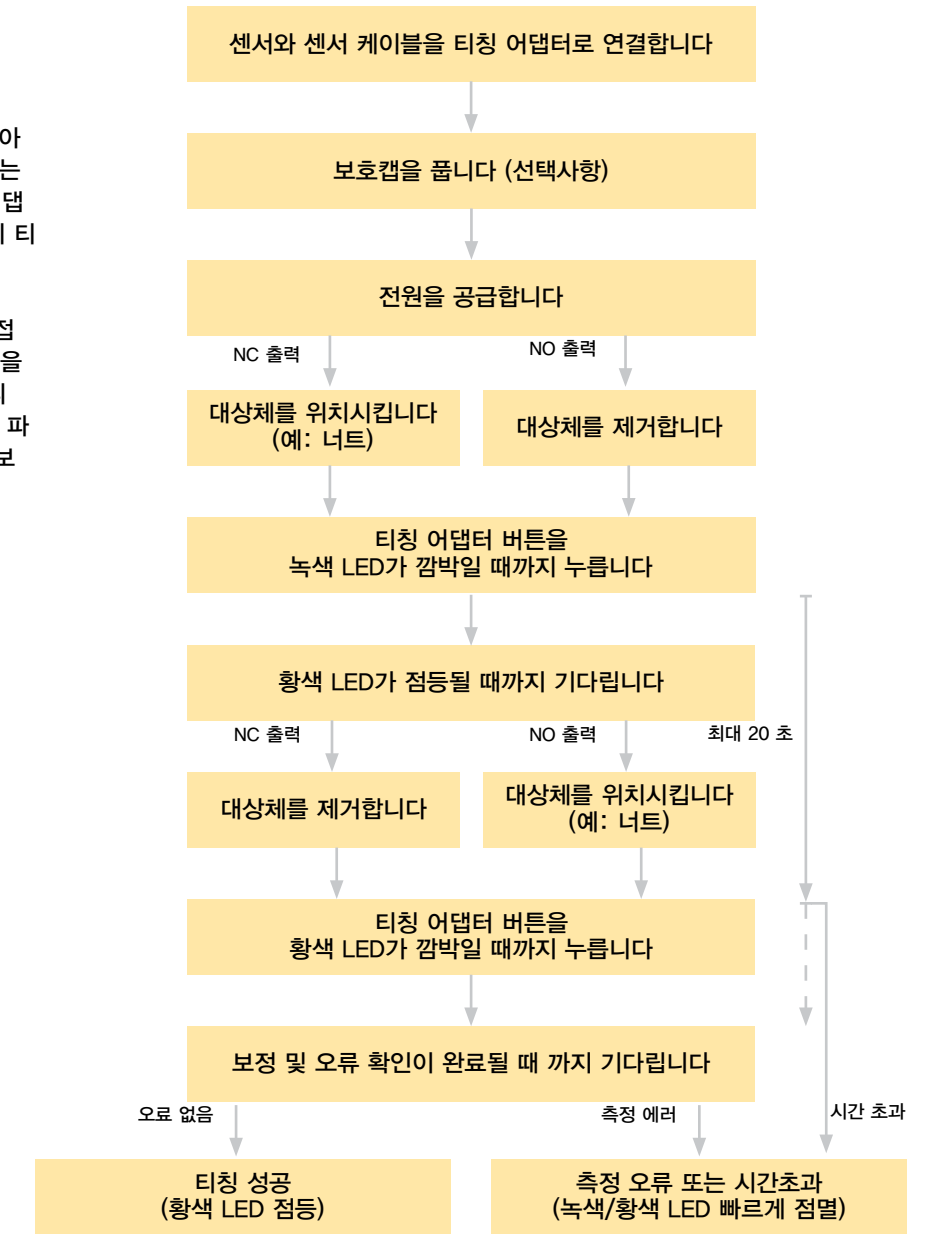 센서와 센서 케이블을 티칭 어댑터로 연결합니다
아
는
댑
티
접
을
파
보
보호캡을 풉니다 (선택사항)
전원을 공급합니다
NC 출력
NO 출력
대상체를 위치시킵니다
(예: 너트)
대상체를 제거합니다
티칭 어댑터 버튼을
녹색 LED가 깜박일 때까지 누릅니다
황색 LED가 점등될 때까지 기다립니다
NC 출력
NO 출력
최대 20 초
대상체를 제거합니다
대상체를 위치시킵니다
(예: 너트)
티칭 어댑터 버튼을
황색 LED가 깜박일 때까지 누릅니다
보정 및 오류 확인이 완료될 때 까지 기다립니다
오료 없음
측정 에러
시간 초과
티칭 성공
(황색 LED 점등)
측정 오류 또는 시간초과
(녹색/황색 LED 빠르게 점멸)